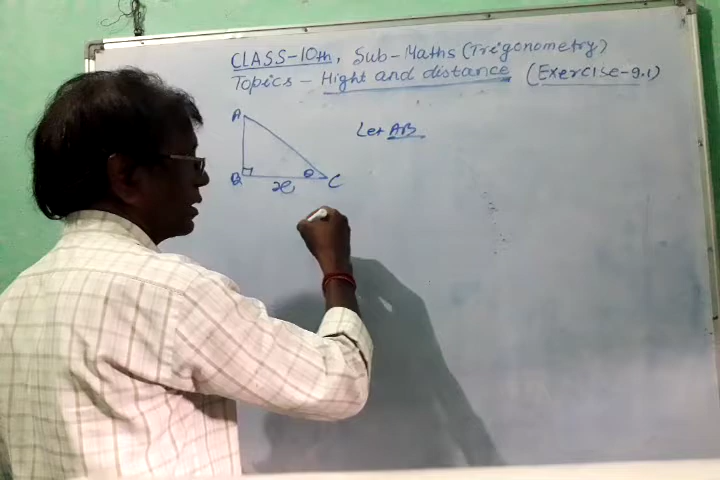 CLASS-10th, Sub-Maths (Trigonometry)
Topics - Hight and distance (Exercise-9.1)
A
Let AB
B
x
θ
C